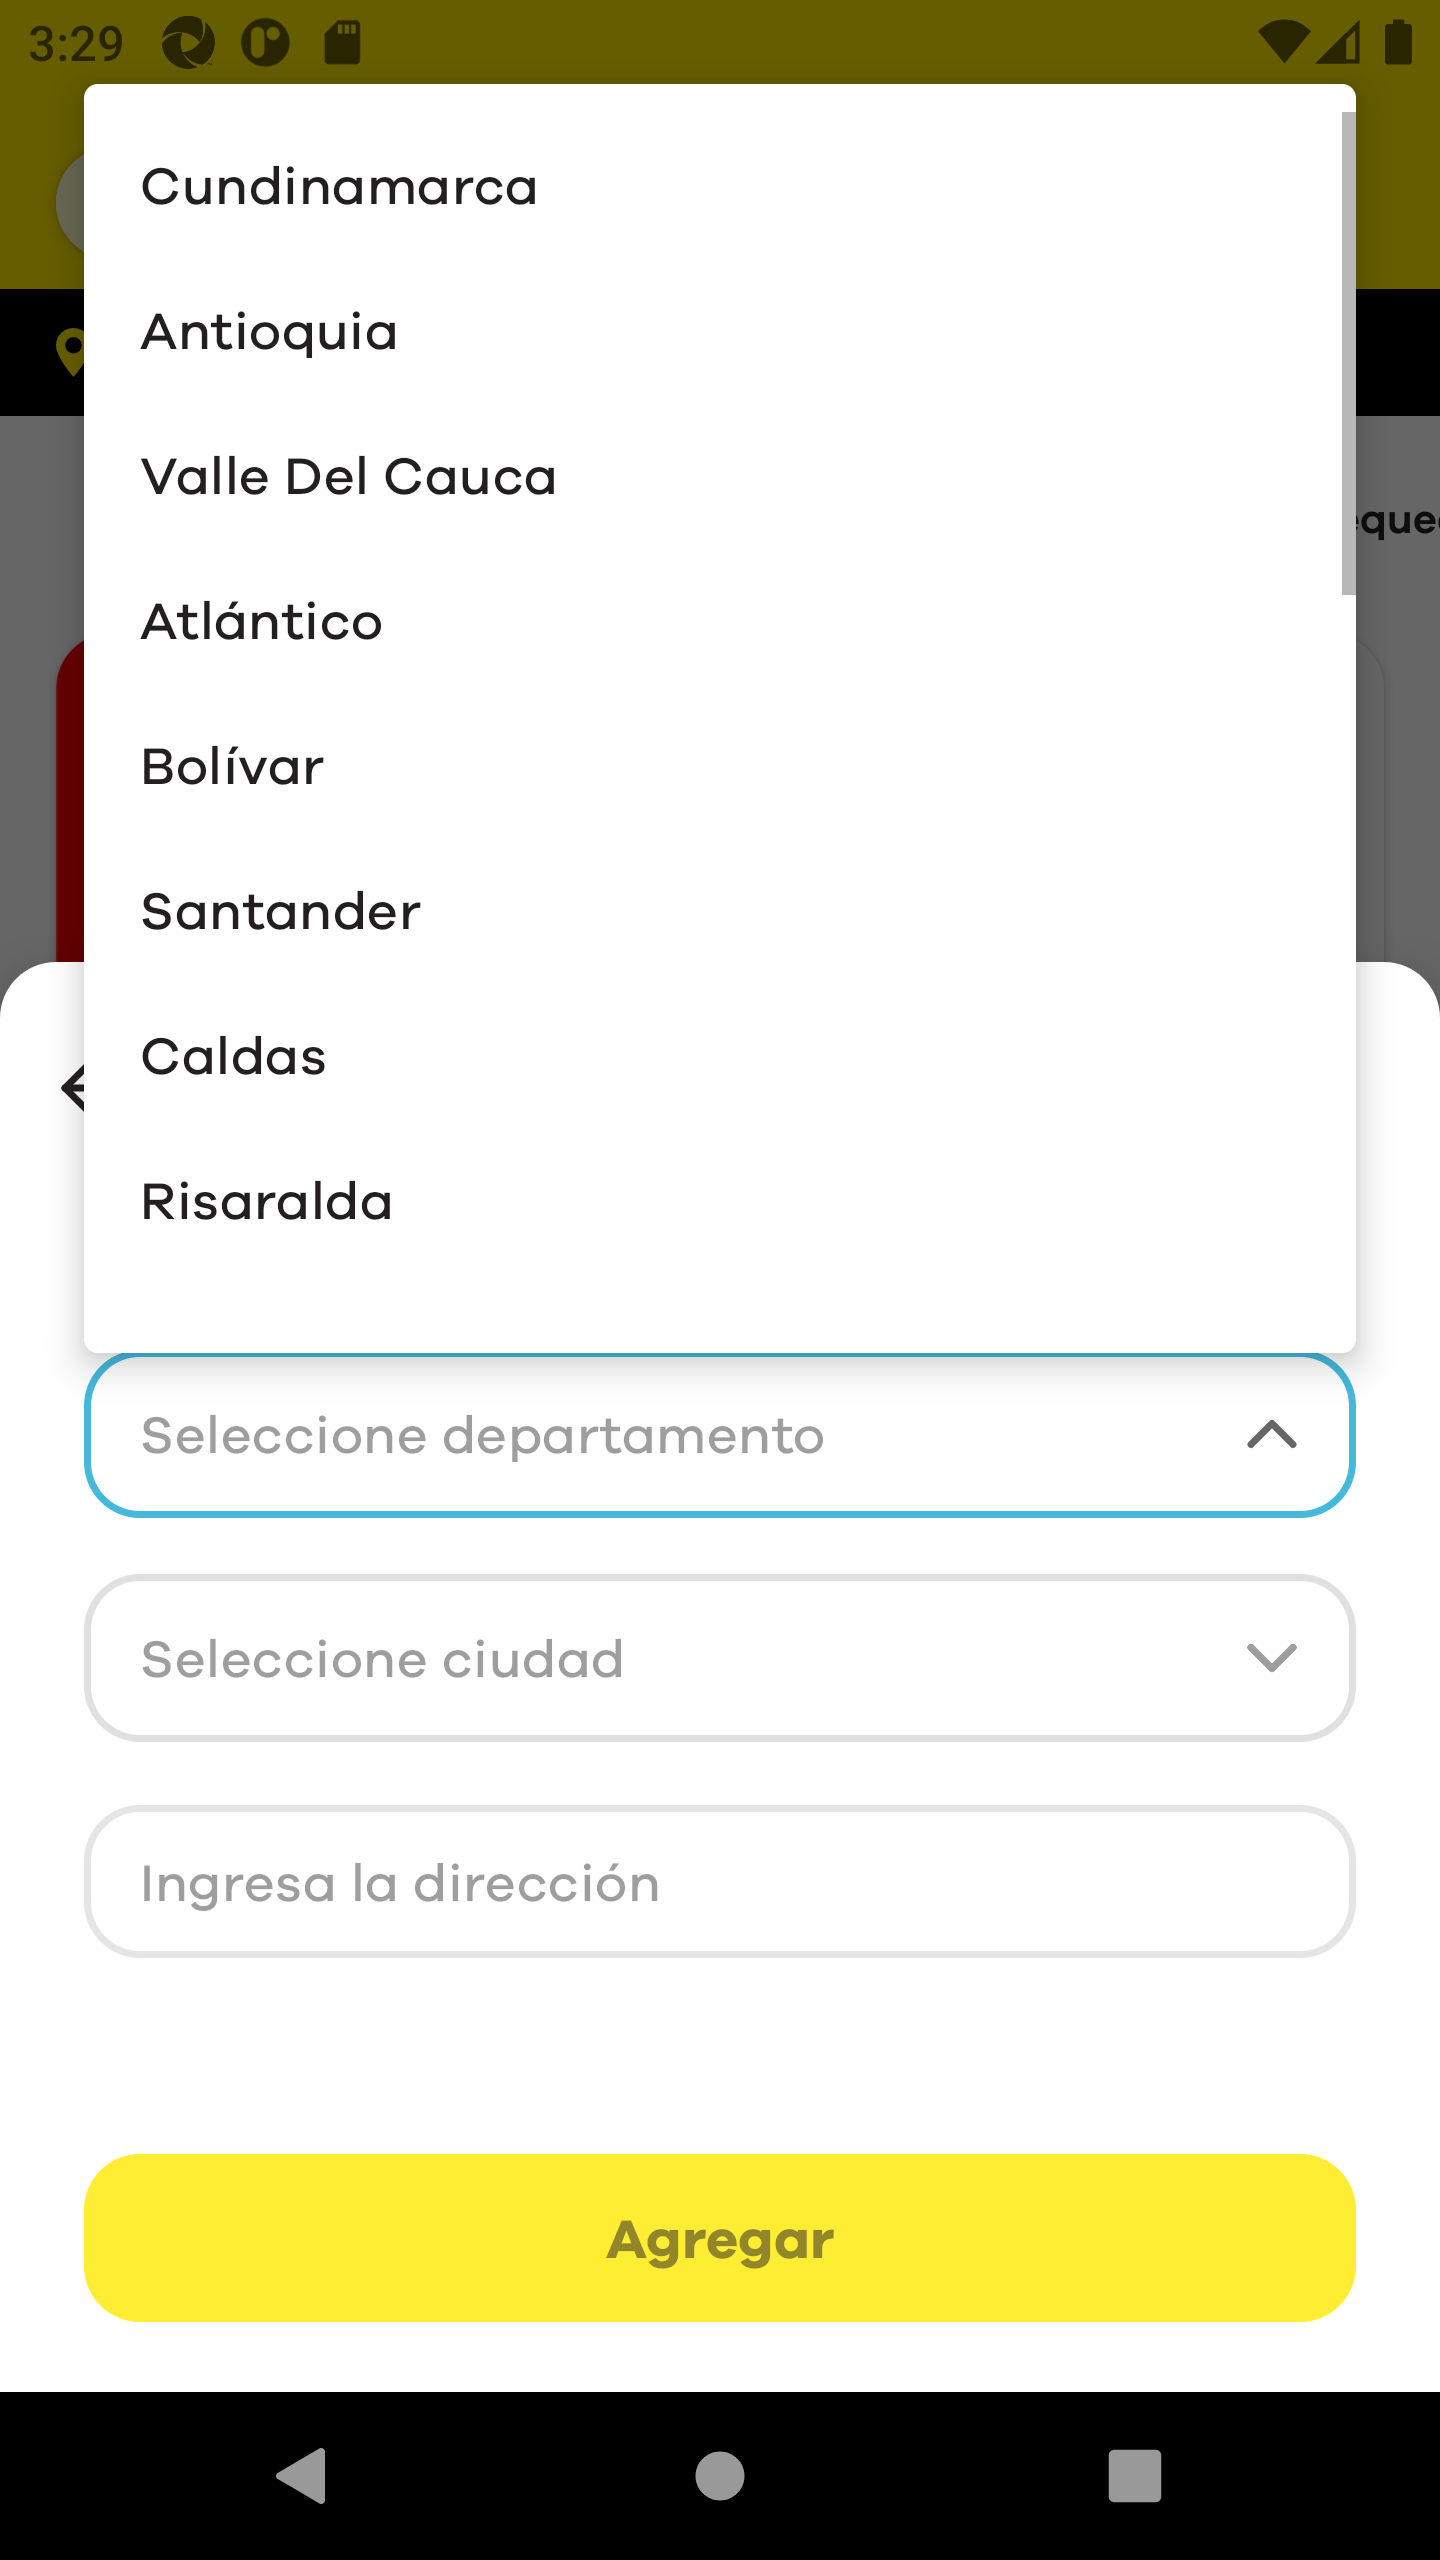 3:29
Cundinamarca
Antioquia
Valle Del Cauca
eque
Atlántico
Bolívar
Santander
Caldas
Risaralda
Seleccione departamento
Seleccione ciudad
Ingresa la dirección
Agregar